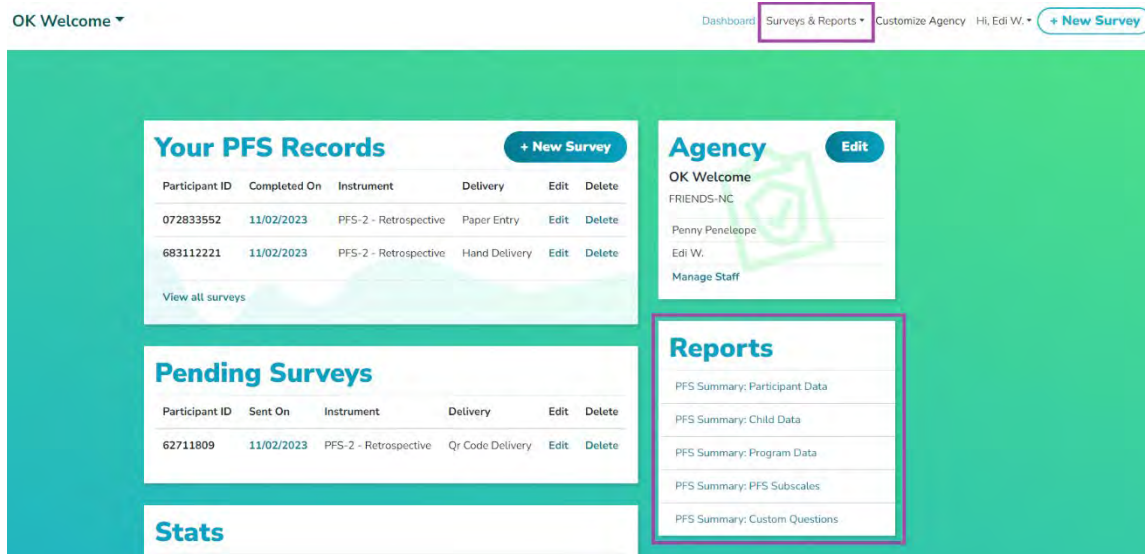 OK Welcome
Dashboard Surveys & Reports Customize Agency Hi, Edi W. + New Survey
Your PFS Records + New Survey
Participant ID Completed On Instrument Delivery Edit Delete
072833552 11/02/2023 PFS-2 - Retrospective Paper Entry Edit Delete
683112221 11/02/2023 PFS-2 - Retrospective Hand Delivery Edit Delete
View all surveys
Pending Surveys
Participant ID Sent On Instrument Delivery Edit Delete
62711809 11/02/2023 PFS-2 - Retrospective Qr Code Delivery Edit Delete
Stats
Agency Edit
OK Welcome
FRIENDS-NC
Penny Peneleope
Edi W.
Manage Staff
Reports
PFS Summary: Participant Data
PFS Summary: Child Data
PFS Summary: Program Data
PFS Summary: PFS Subscales
PFS Summary: Custom Questions